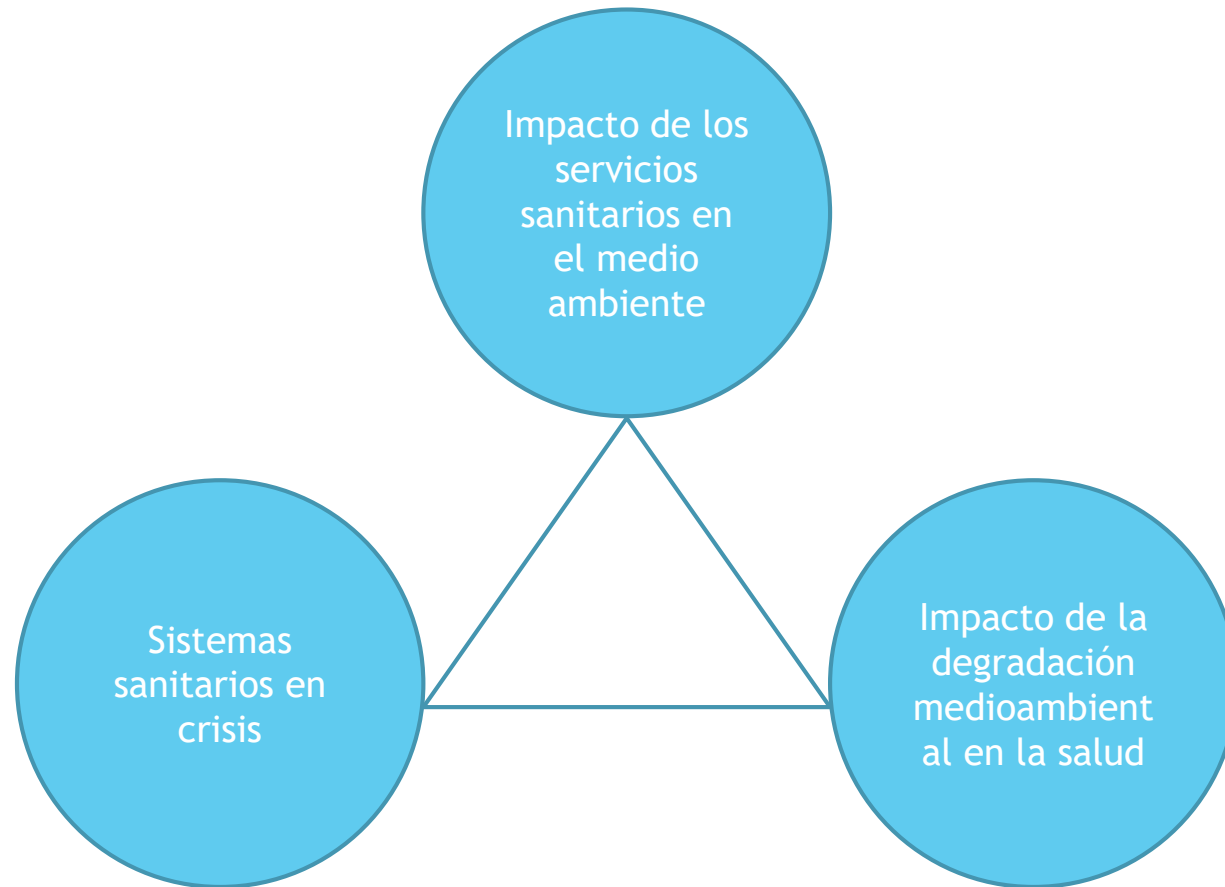 Impacto de los
servicios
sanitarios en
el medio
ambiente
Sistemas
sanitarios en
crisis
Impacto de la
degradación
medioambient
al en la salud